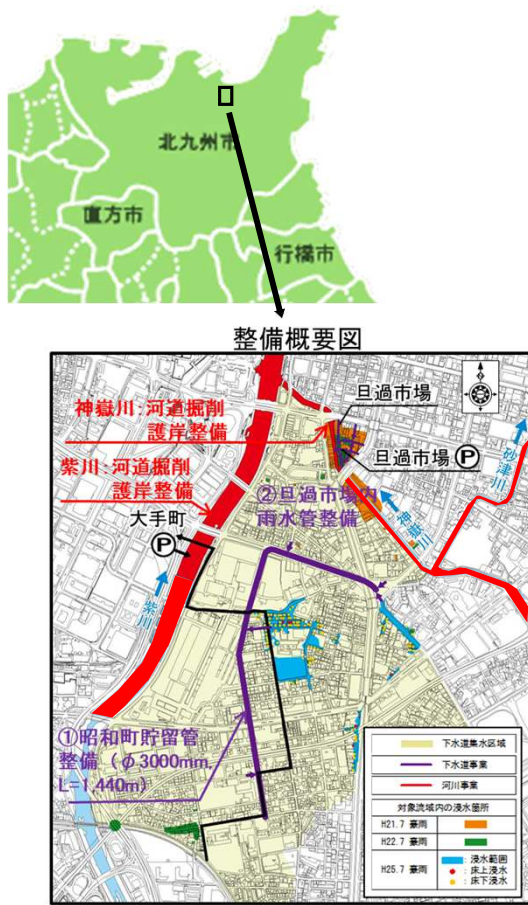 北九州市
直方市
行橋市
整備概要図
旦過市場
神嶽川:河道掘削
護岸整備
旦過市場Ⓟ
紫川:河道掘削
護岸整備
②旦過市場内
雨水管整備
大手町
Ⓟ
神嶽川
砂津川
紫川
①昭和町貯留管
整備(φ3000mm,
L=1,440m)
下水道集水区域
下水道事業
河川事業
対象流域内の浸水箇所
H21.7 豪雨
H22.7 豪雨
H25.7 豪雨
:浸水範囲
:床上浸水
:床下浸水